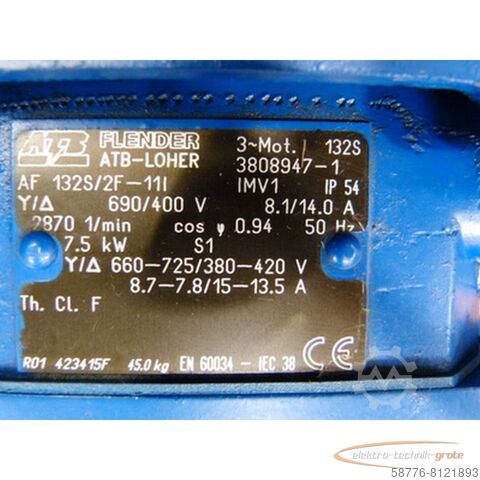 ATB FLENDER 3~Mot. 132S
ATB-LOHER 3808947-1
AF 132S/2F-11I IMV1 IP 54
Y/Δ 690/400 V 8.1/14.0 A
2870 1/min cos φ 0.94 50 Hz
7.5 kW S1
Y/Δ 660-725/380-420 V
8.7-7.8/15-13.5 A
Th. Cl. F
R01 423415F 45.0 kg EN 60034 - IEC 38 CE
elektro-technik-grote
58776-8121893